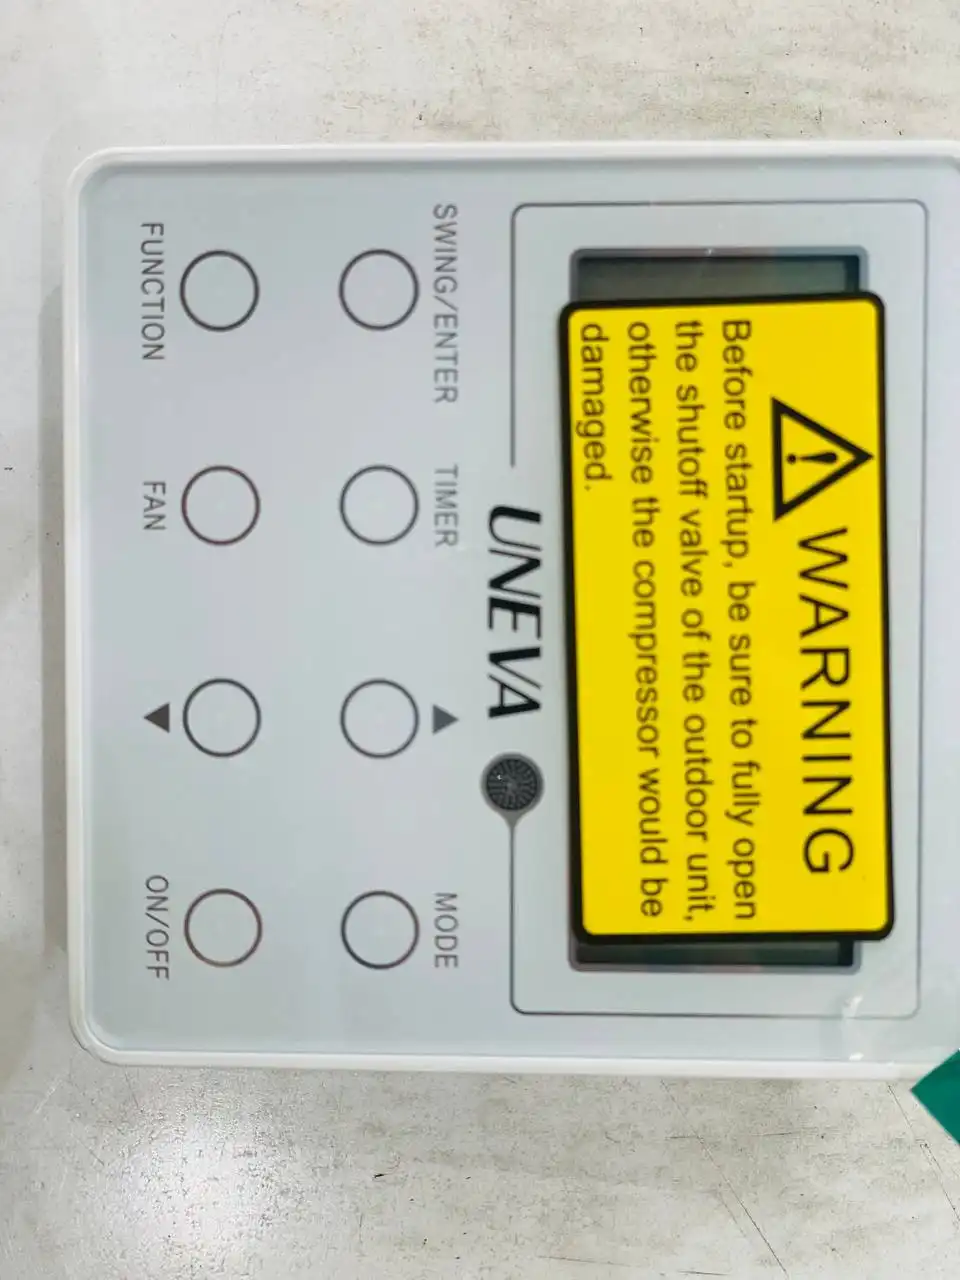 WARNING
Before startup, be sure to fully open
the shutoff valve of the outdoor unit,
otherwise the compressor would be
damaged.
UNEVA
SWING/ENTER TIMER ▲ MODE
FUNCTION FAN ▼ ON/OFF